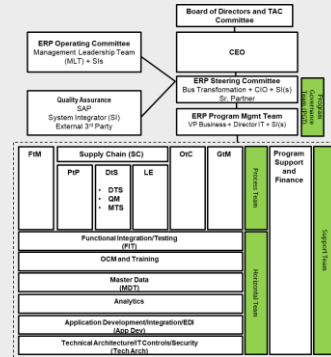 Board of Directors and TAC
Committee
ERP Operating Committee
Management Leadership Team
(MLT) + SIs
CEO
ERP Steering Committee
Bus Transformation + CIO + SI(s)
Sr. Partner
Program
Governance
Team (PGT)
Quality Assurance
SAP
System Integrator (SI)
External 3rd Party
ERP Program Mgmt Team
VP Business + Director IT + SI(s)
FtM
Supply Chain (SC)
OtC
GtM
Process Team
Program
Support
and
Finance
Support Team
PtP
DtS
LE
• DTS
• QM
• MTS
Functional Integration/Testing
(FIT)
Horizontal Team
OCM and Training
Master Data
(MDT)
Analytics
Application Development/Integration/EDI
(App Dev)
Technical Architecture/IT Controls/Security
(Tech Arch)